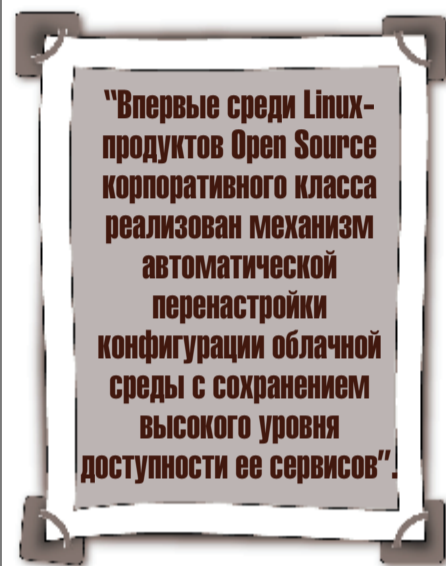 “Впервые среди Linux-
продуктов Open Source
корпоративного класса
реализован механизм
автоматической
перенастройки
конфигурации облачной
среды с сохранением
высокого уровня
доступности ее сервисов”.